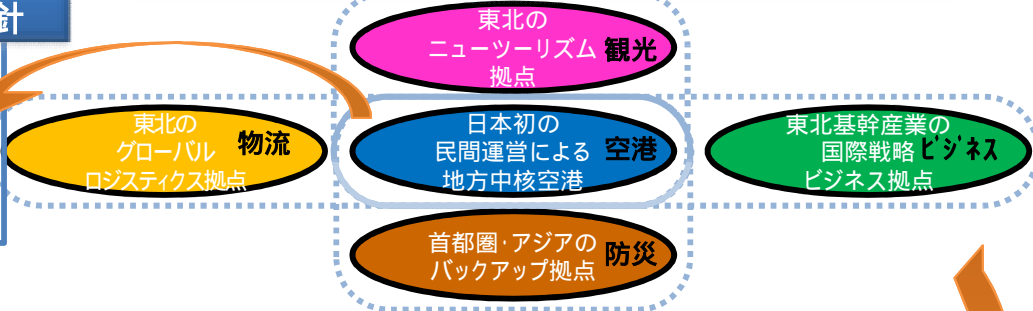 針
東北の
ニューツーリズム 観光
拠点
東北の
グローバル 物流
ロジスティクス拠点
日本初の
民間運営による 空港
地方中核空港
東北基幹産業の
国際戦略 ﾋﾞｼﾞﾈｽ
ビジネス拠点
首都圏・アジアの 防災
バックアップ拠点